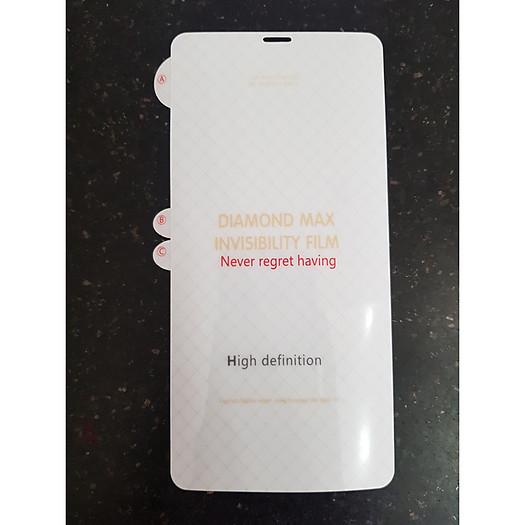 A
B
DIAMOND MAX
INVISIBILITY FILM
C
Never regret having
High definition